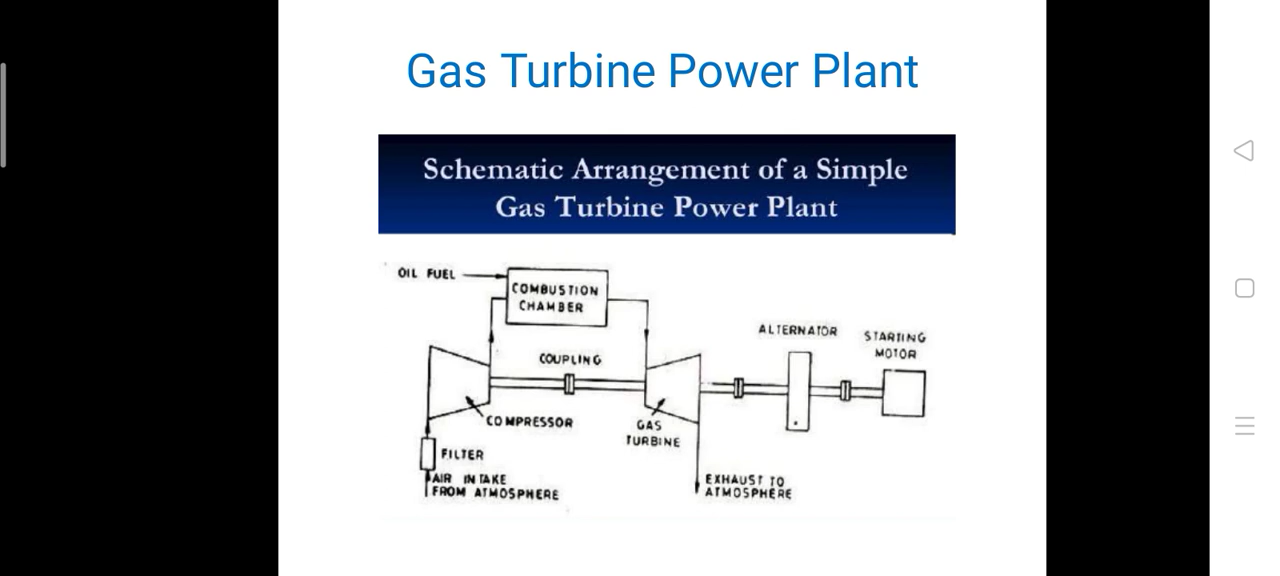 Gas Turbine Power Plant
Schematic Arrangement of a Simple
Gas Turbine Power Plant
OIL FUEL
COMBUSTION
CHAMBER
ALTERNATOR
STARTING
MOTOR
COUPLING
COMPRESSOR
GAS
TURBINE
FILTER
AIR INTAKE
FROM ATMOSPHERE
EXHAUST TO
ATMOSPHERE